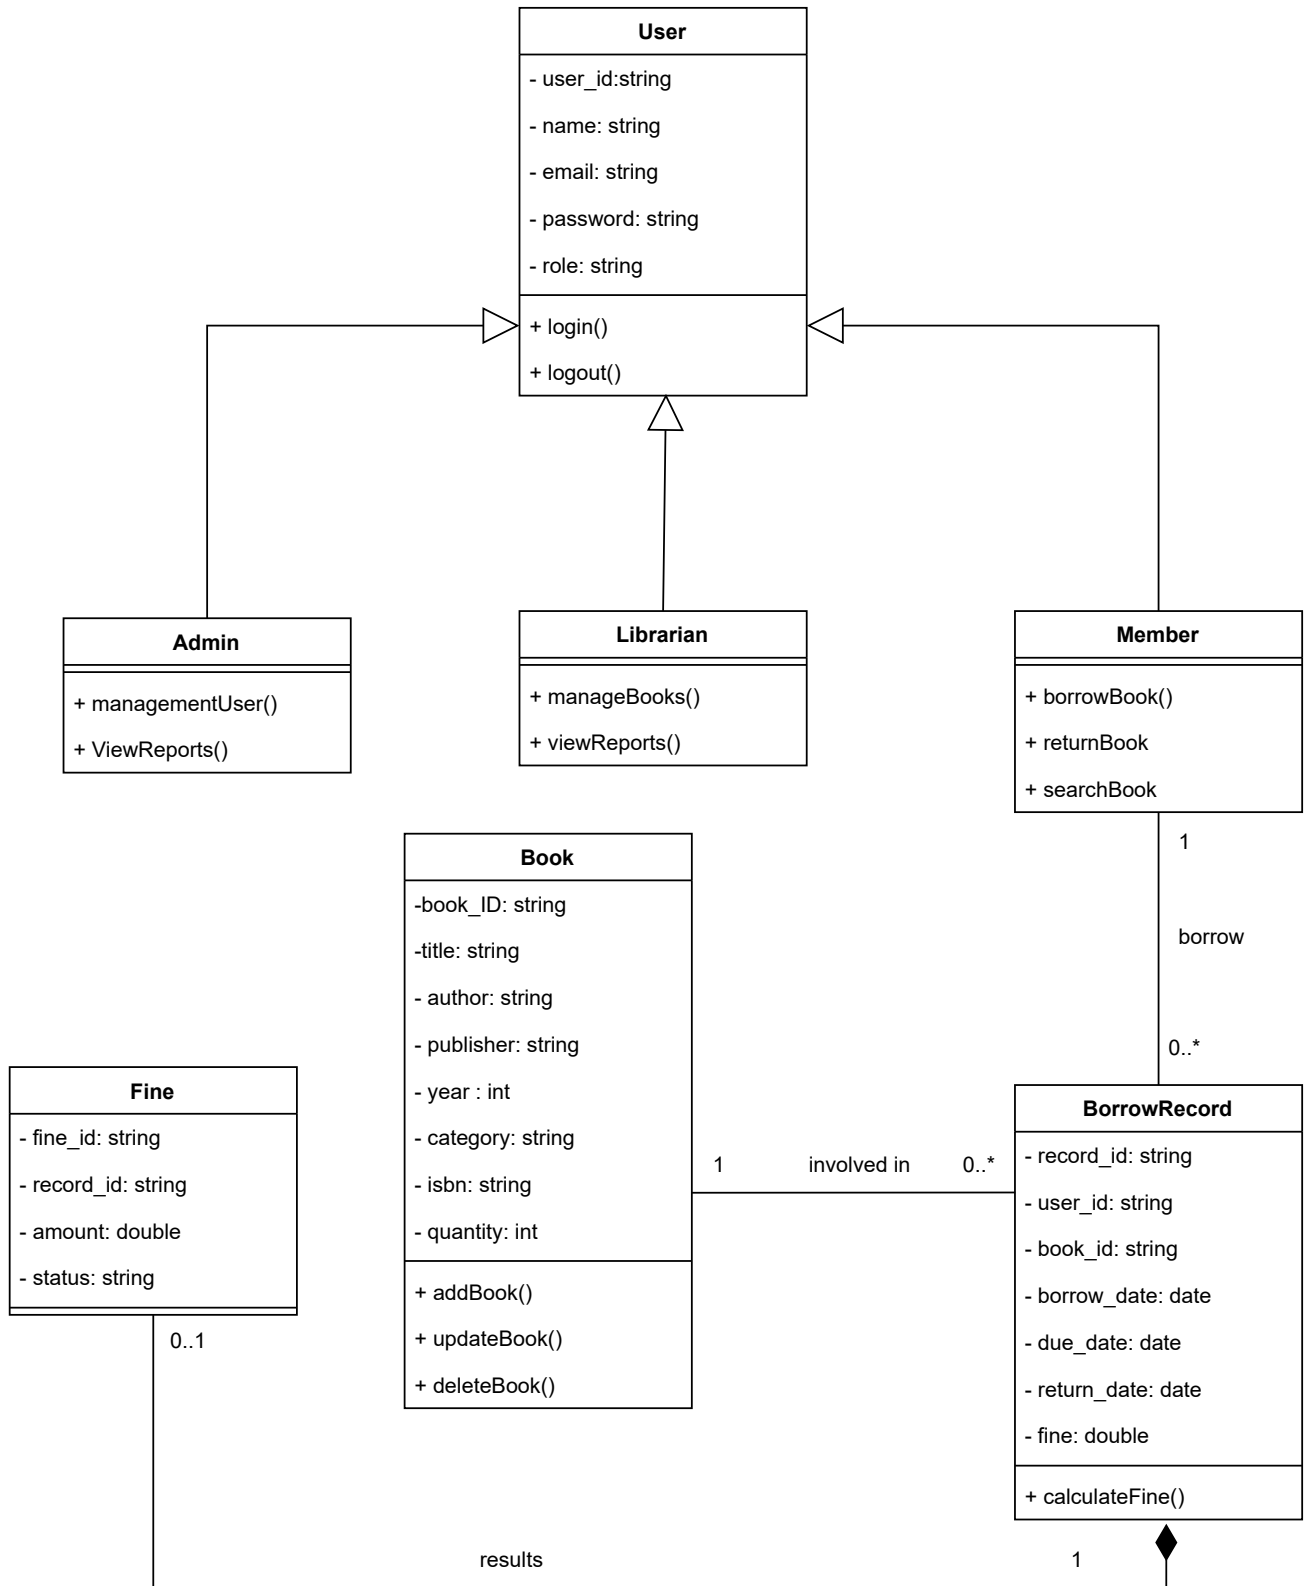 User
- user_id:string
- name: string
- email: string
- password: string
- role: string
+ login()
+ logout()
Admin
+ managementUser()
+ ViewReports()
Librarian
+ manageBooks()
+ viewReports()
Member
+ borrowBook()
+ returnBook
+ searchBook
1
borrow
0..*
Book
-book_ID: string
-title: string
- author: string
- publisher: string
- year : int
- category: string
- isbn: string
- quantity: int
+ addBook()
+ updateBook()
+ deleteBook()
1
involved in
0..*
Fine
- fine_id: string
- record_id: string
- amount: double
- status: string
0..1
BorrowRecord
- record_id: string
- user_id: string
- book_id: string
- borrow_date: date
- due_date: date
- return_date: date
- fine: double
+ calculateFine()
results
1